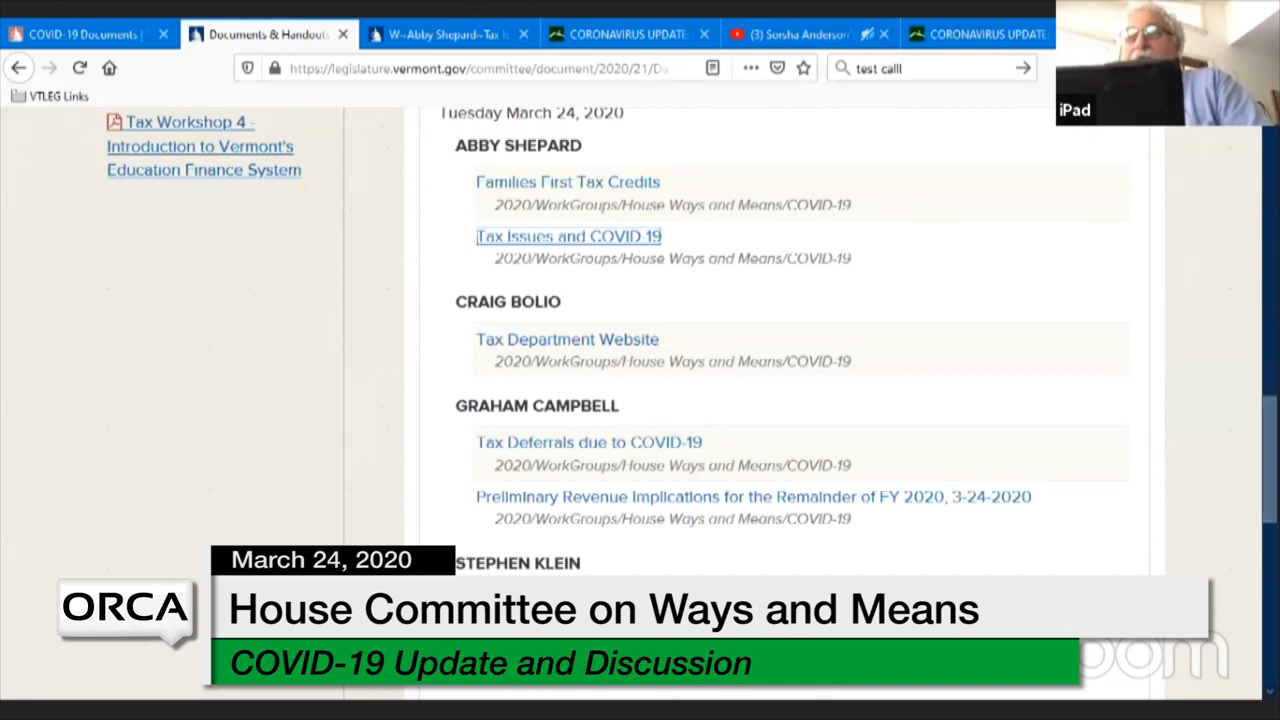 COVID-19 Documents |
Documents & Handouts
W~Abby Shepard~Tax Is
CORONAVIRUS UPDATE
(3) Sorsha Anderson'
CORONAVIRUS UPDATE
https://legislature.vermont.gov/committee/document/2020/21/Da
test calll
VTLEG Links
iPad
Tax Workshop 4 -
Introduction to Vermont's
Education Finance System
Tuesday March 24, 2020
ABBY SHEPARD
Families First Tax Credits
2020/WorkGroups/House Ways and Means/COVID-19
Tax Issues and COVID-19
2020/WorkGroups/House Ways and Means/COVID-19
CRAIG BOLIO
Tax Department Website
2020/WorkGroups/House Ways and Means/COVID-19
GRAHAM CAMPBELL
Tax Deferrals due to COVID-19
2020/WorkGroups/House Ways and Means/COVID-19
Preliminary Revenue Implications for the Remainder of FY 2020, 3-24-2020
2020/WorkGroups/House Ways and Means/COVID-19
STEPHEN KLEIN
March 24, 2020
ORCA
House Committee on Ways and Means
COVID-19 Update and Discussion